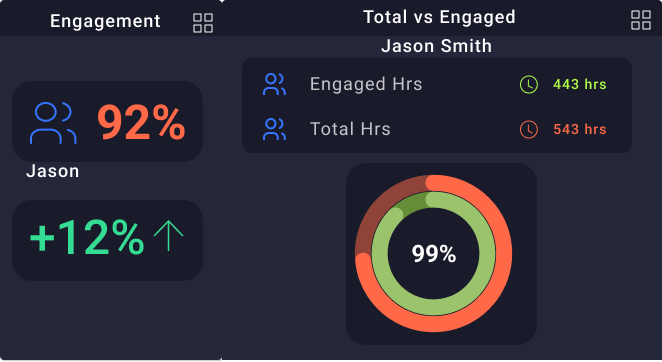 Engagement
92%
Jason
+12%
Total vs Engaged
Jason Smith
Engaged Hrs 443 hrs
Total Hrs 543 hrs
99%